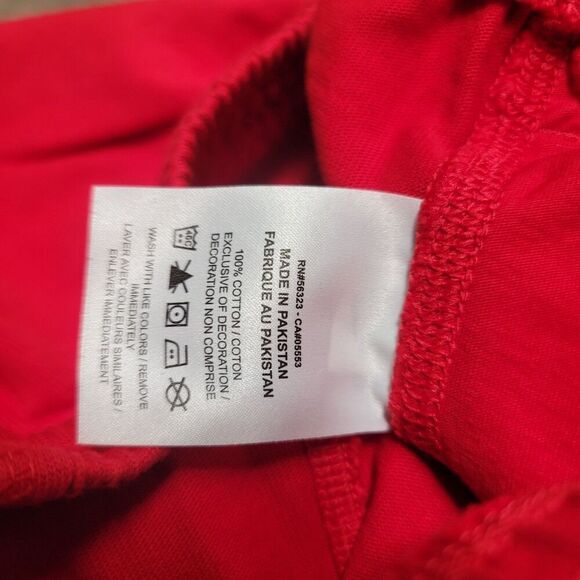 RN#56323 - CA#05553
MADE IN PAKISTAN
FABRIQUE AU PAKISTAN
100% COTTON / COTON
EXCLUSIVE OF DECORATION /
DECORATION NON COMPRISE
40C
WASH WITH LIKE COLORS / REMOVE
IMMEDIATELY
LAVER AVEC COULEURS SIMILAIRES /
ENLEVER IMMEDIATEMENT